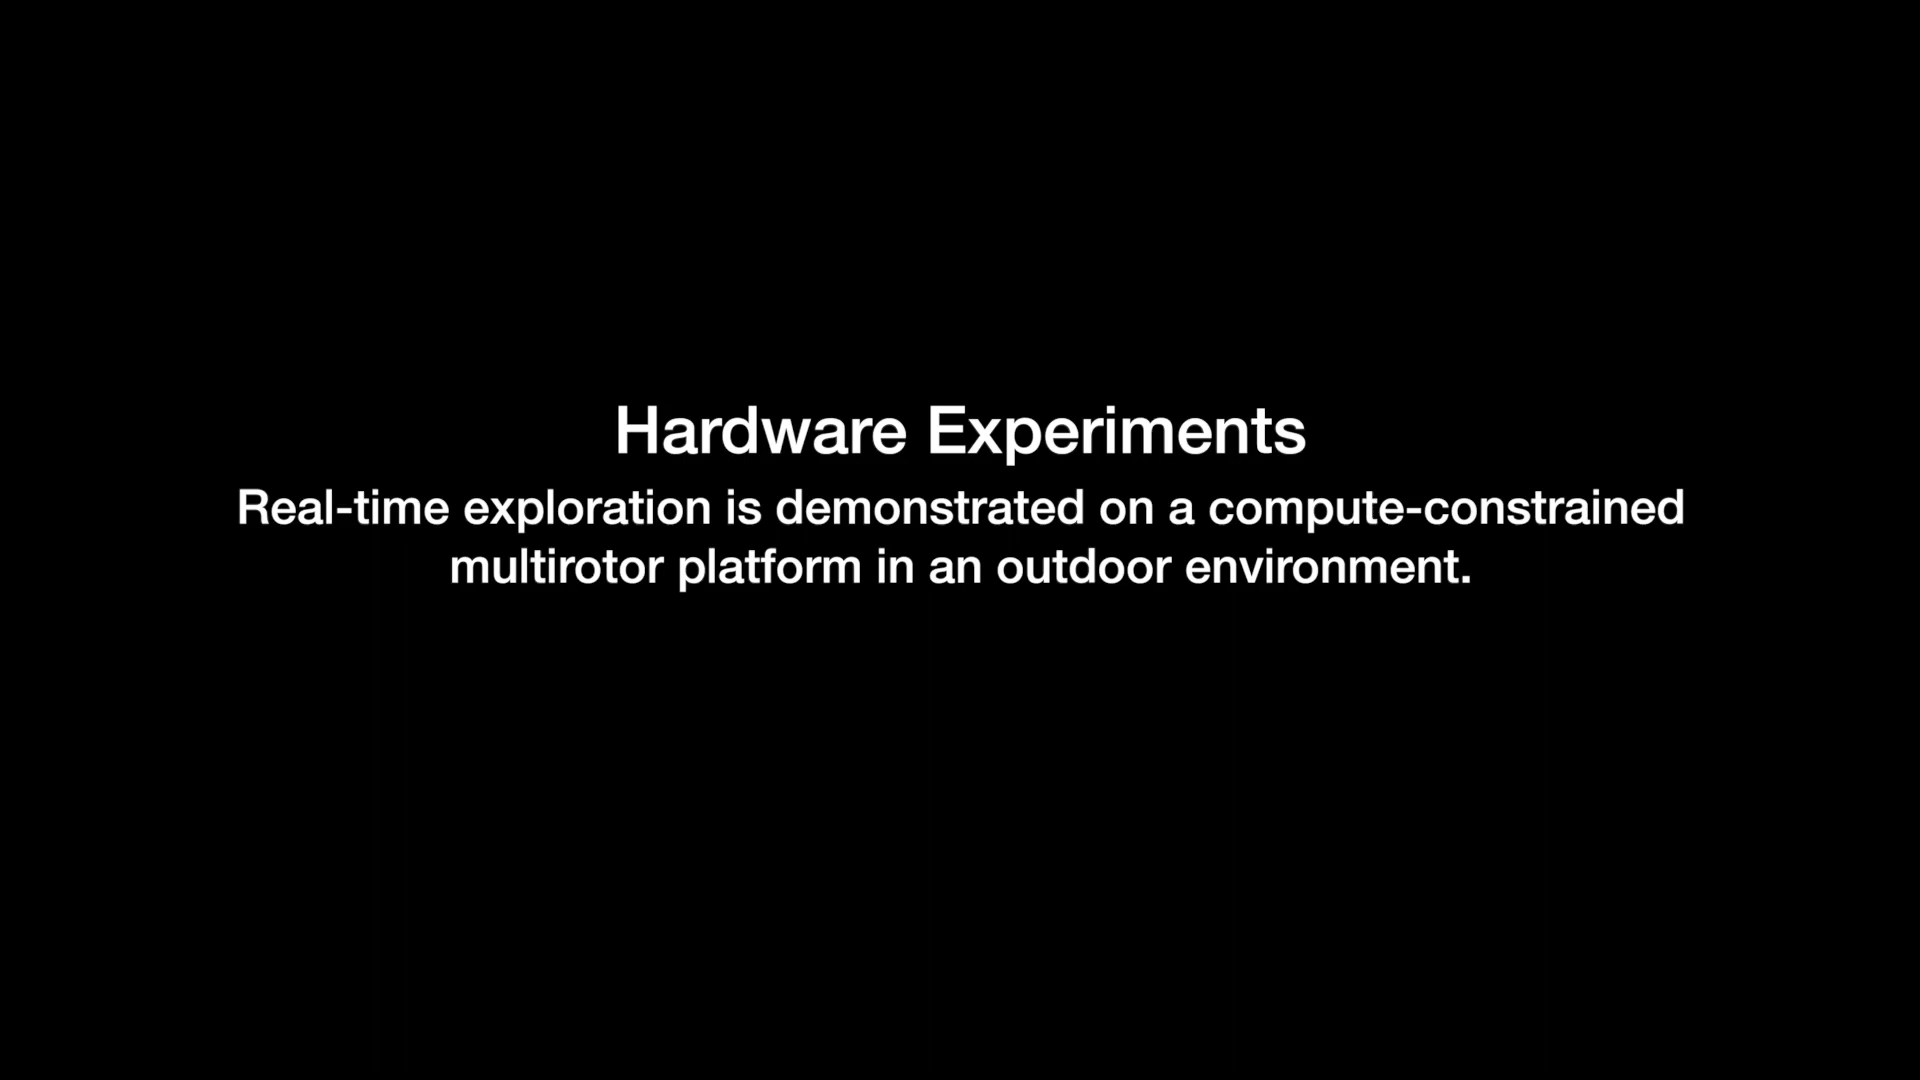 Hardware Experiments
Real-time exploration is demonstrated on a compute-constrained
multirotor platform in an outdoor environment.